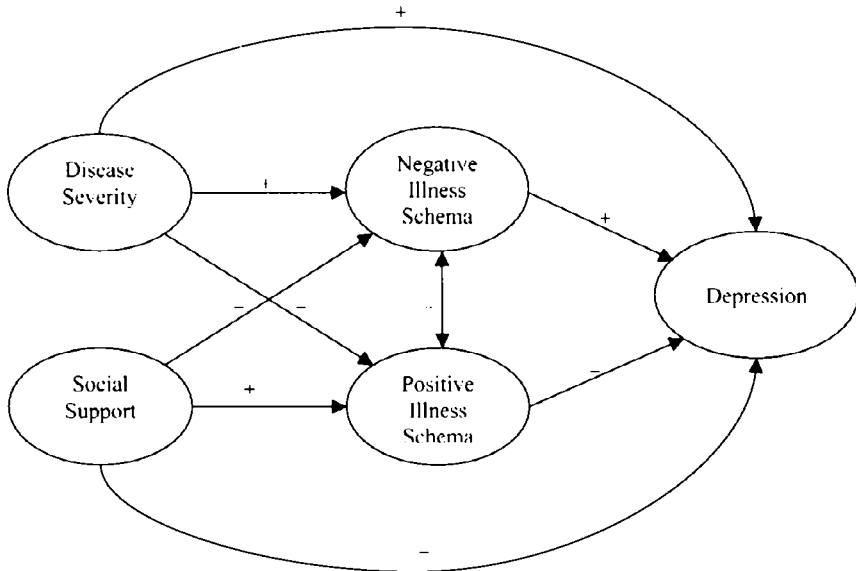 +
Disease
Severity
+
Negative
Illness
Schema
+
Depression
–
–
-
Social
Support
+
Positive
Illness
Schema
–
–